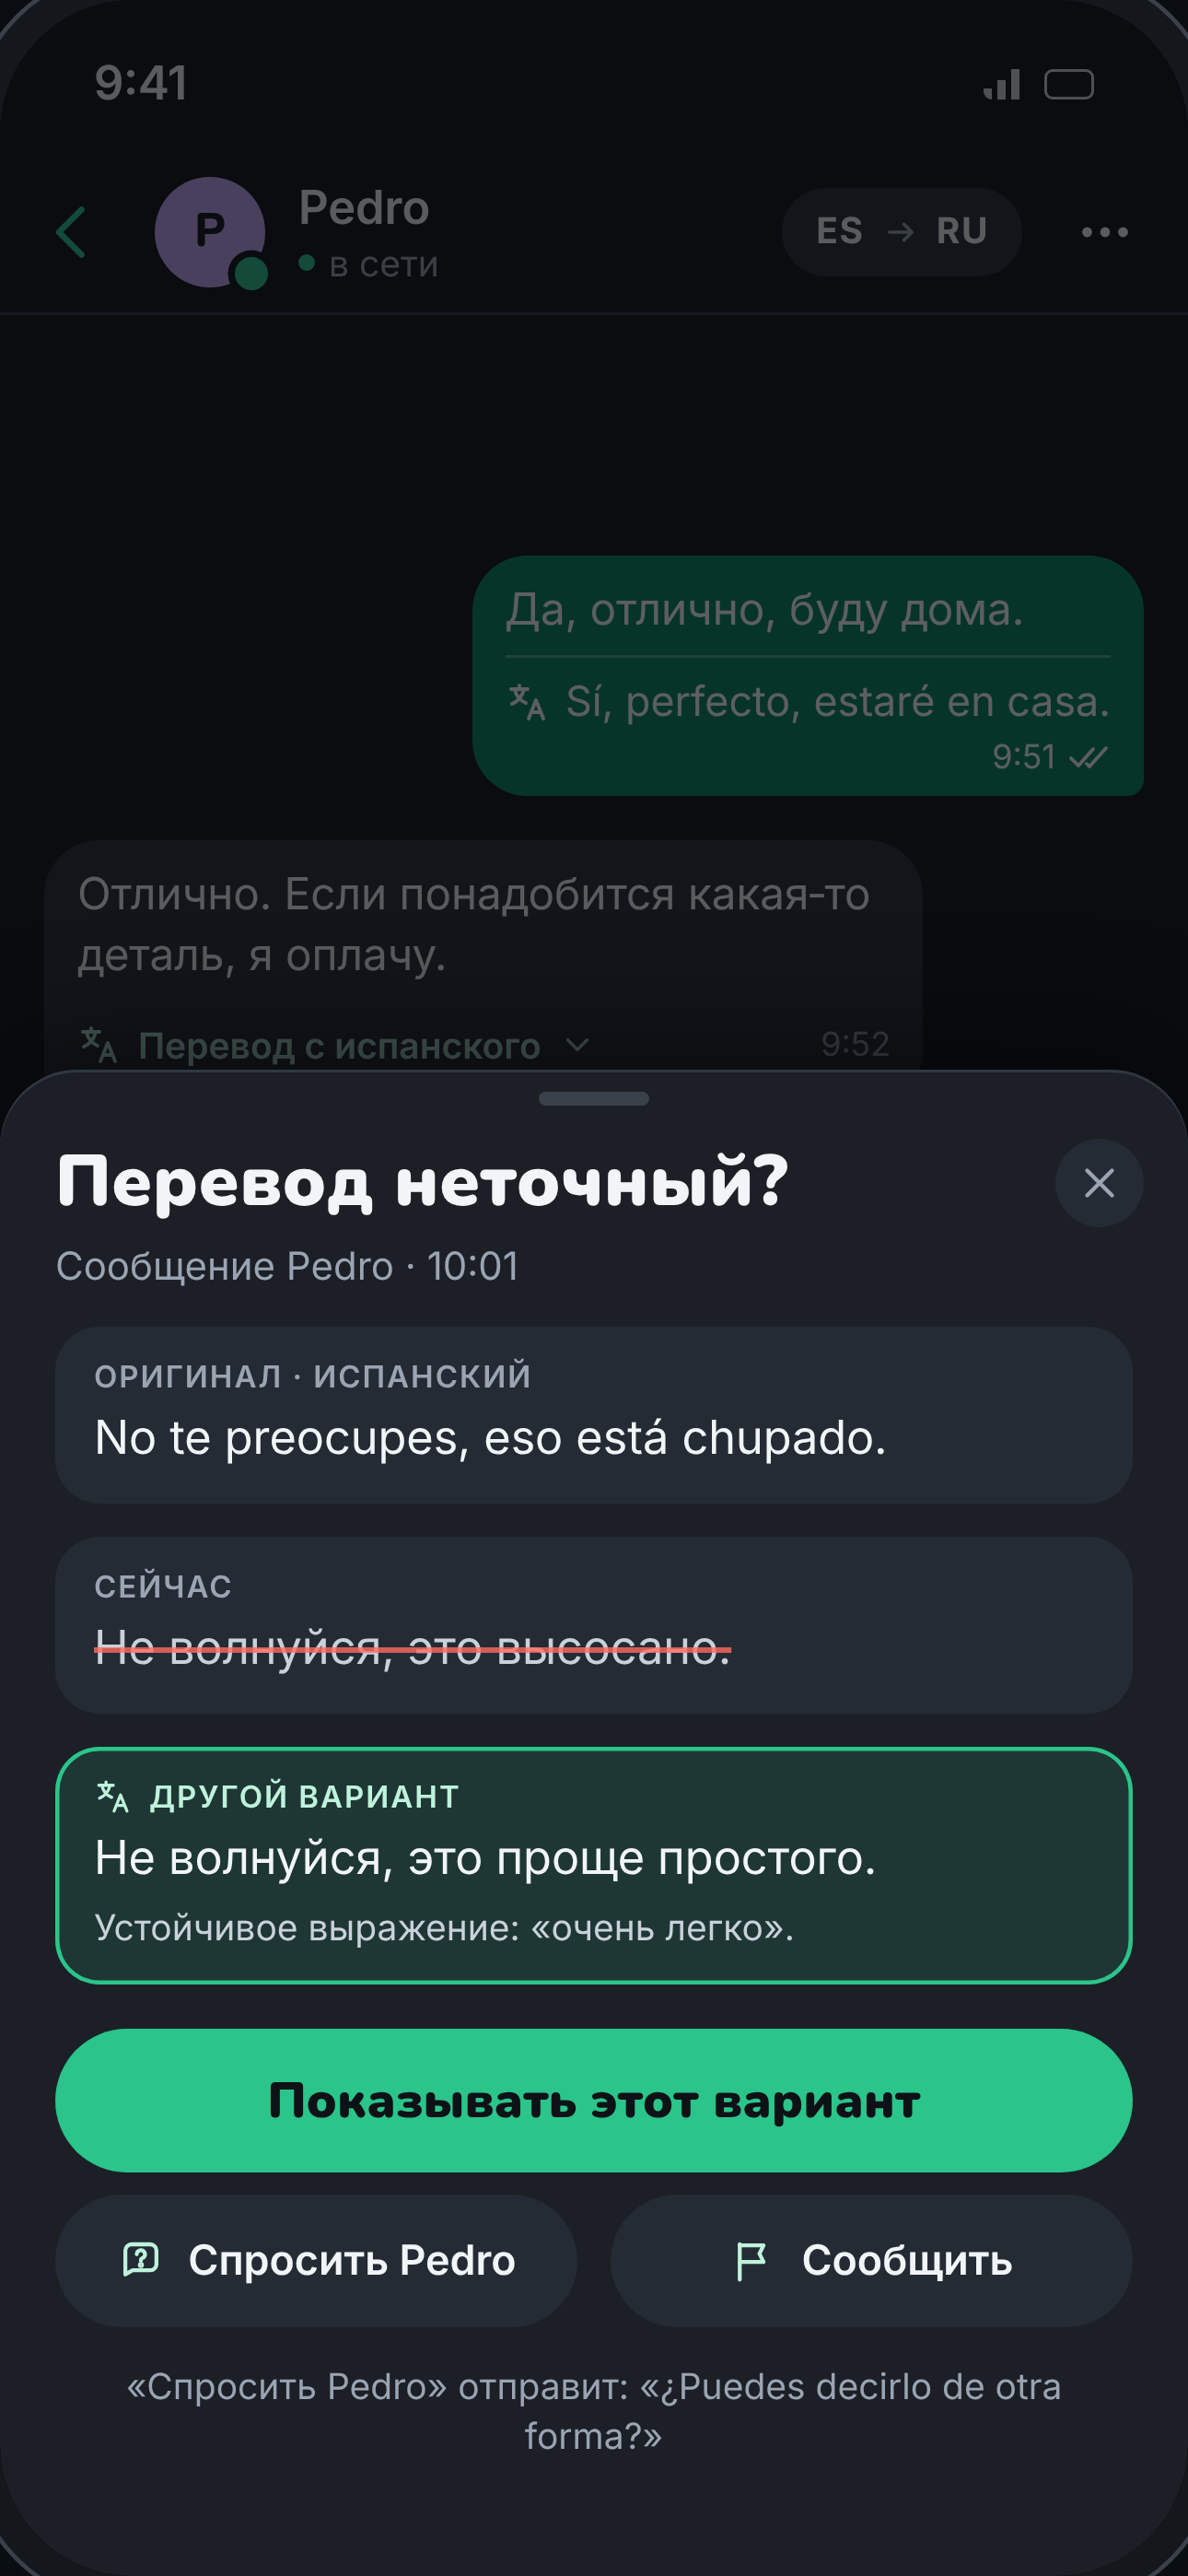 9:41
P
Pedro
в сети
ES → RU
Да, отлично, буду дома.
Sí, perfecto, estaré en casa.
9:51
Отлично. Если понадобится какая-то
деталь, я оплачу.
Перевод с испанского
9:52
Перевод неточный?
Сообщение Pedro · 10:01
ОРИГИНАЛ · ИСПАНСКИЙ
No te preocupes, eso está chupado.
СЕЙЧАС
Не волнуйся, это высосано.
ДРУГОЙ ВАРИАНТ
Не волнуйся, это проще простого.
Устойчивое выражение: «очень легко».
Показывать этот вариант
Спросить Pedro
Сообщить
«Спросить Pedro» отправит: «¿Puedes decirlo de otra
forma?»